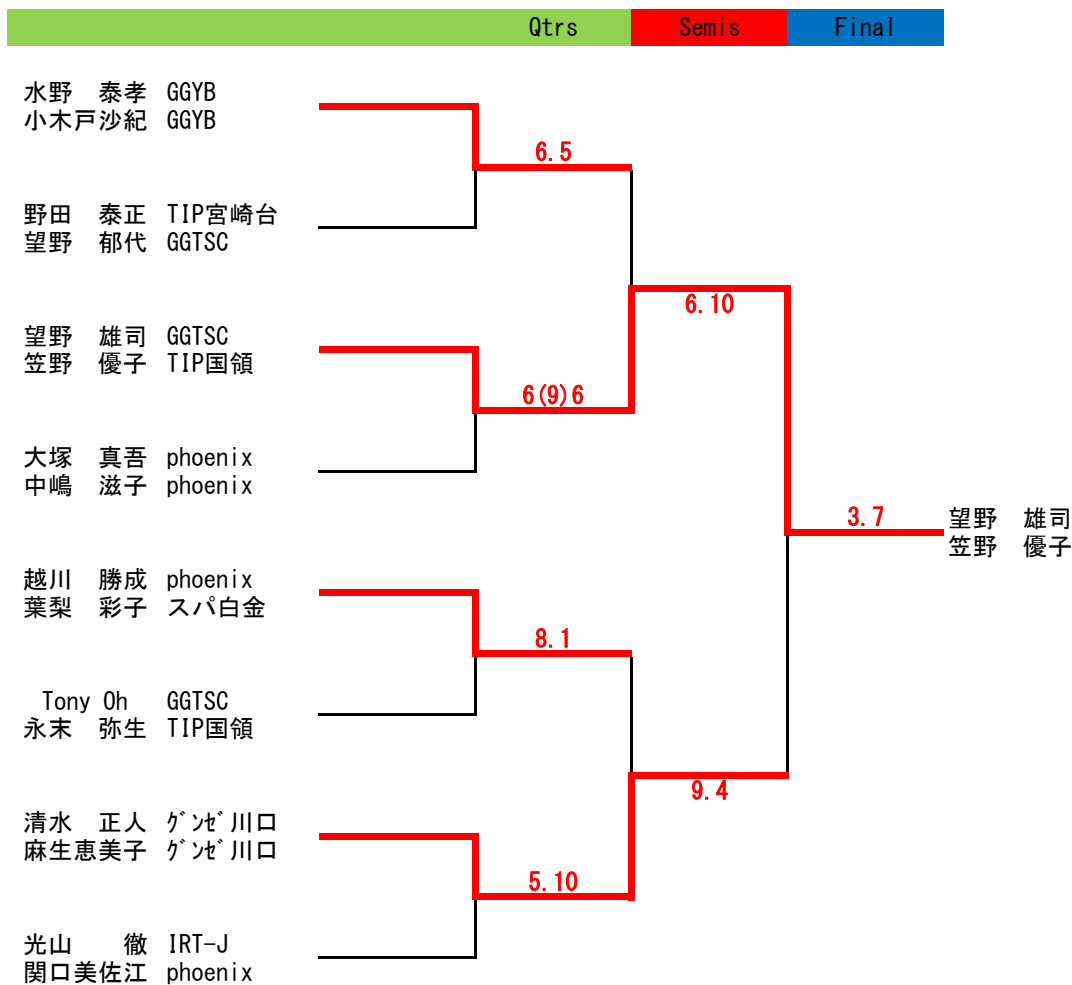 Qtrs Semis Final
水野　泰孝 GGYB
小木戸沙紀 GGYB
6.5
野田　泰正 TIP宮崎台
望野　郁代 GGTSC
6.10
望野　雄司 GGTSC
笠野　優子 TIP国領
6(9)6
大塚　真吾 phoenix
中嶋　滋子 phoenix
3.7
望野　雄司
笠野　優子
越川　勝成 phoenix
葉梨　彩子 スパ白金
8.1
Tony Oh GGTSC
永末　弥生 TIP国領
9.4
清水　正人 ｸﾞﾝｾﾞ川口
麻生恵美子 ｸﾞﾝｾﾞ川口
5.10
光山　　徹 IRT-J
関口美佐江 phoenix